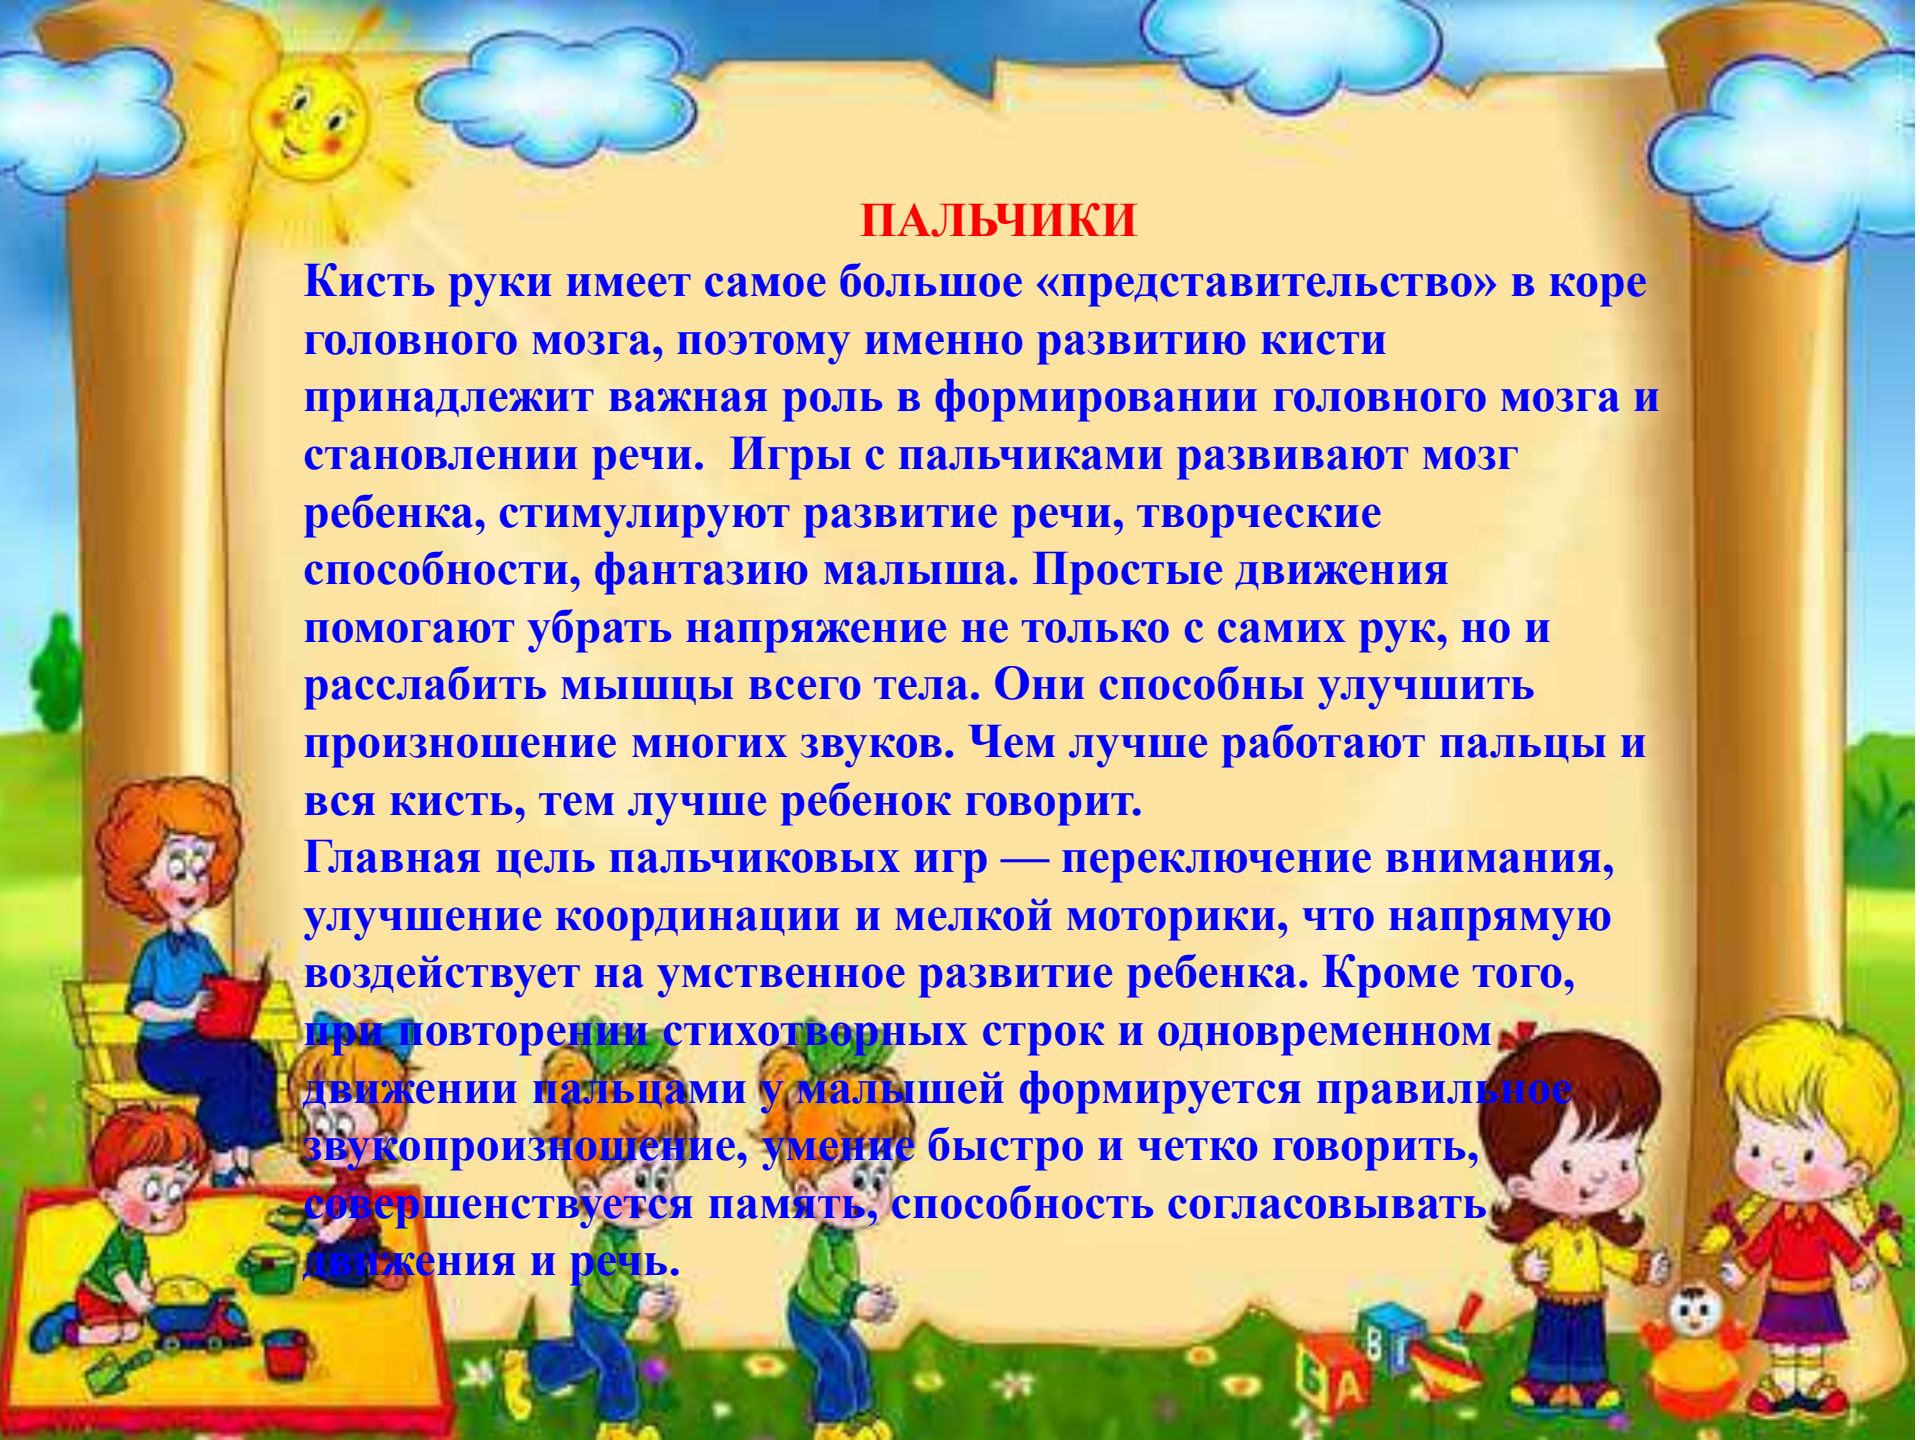 ПАЛЬЧИКИ
Кисть руки имеет самое большое «представительство» в коре
головного мозга, поэтому именно развитию кисти
принадлежит важная роль в формировании головного мозга и
становлении речи.  Игры с пальчиками развивают мозг
ребенка, стимулируют развитие речи, творческие
способности, фантазию малыша. Простые движения
помогают убрать напряжение не только с самих рук, но и
расслабить мышцы всего тела. Они способны улучшить
произношение многих звуков. Чем лучше работают пальцы и
вся кисть, тем лучше ребенок говорит.
Главная цель пальчиковых игр — переключение внимания,
улучшение координации и мелкой моторики, что напрямую
воздействует на умственное развитие ребенка. Кроме того,
при повторении стихотворных строк и одновременном
движении пальцами у малышей формируется правильное
звукопроизношение, умение быстро и четко говорить,
совершенствуется память, способность согласовывать
движения и речь.
В Г
Б А